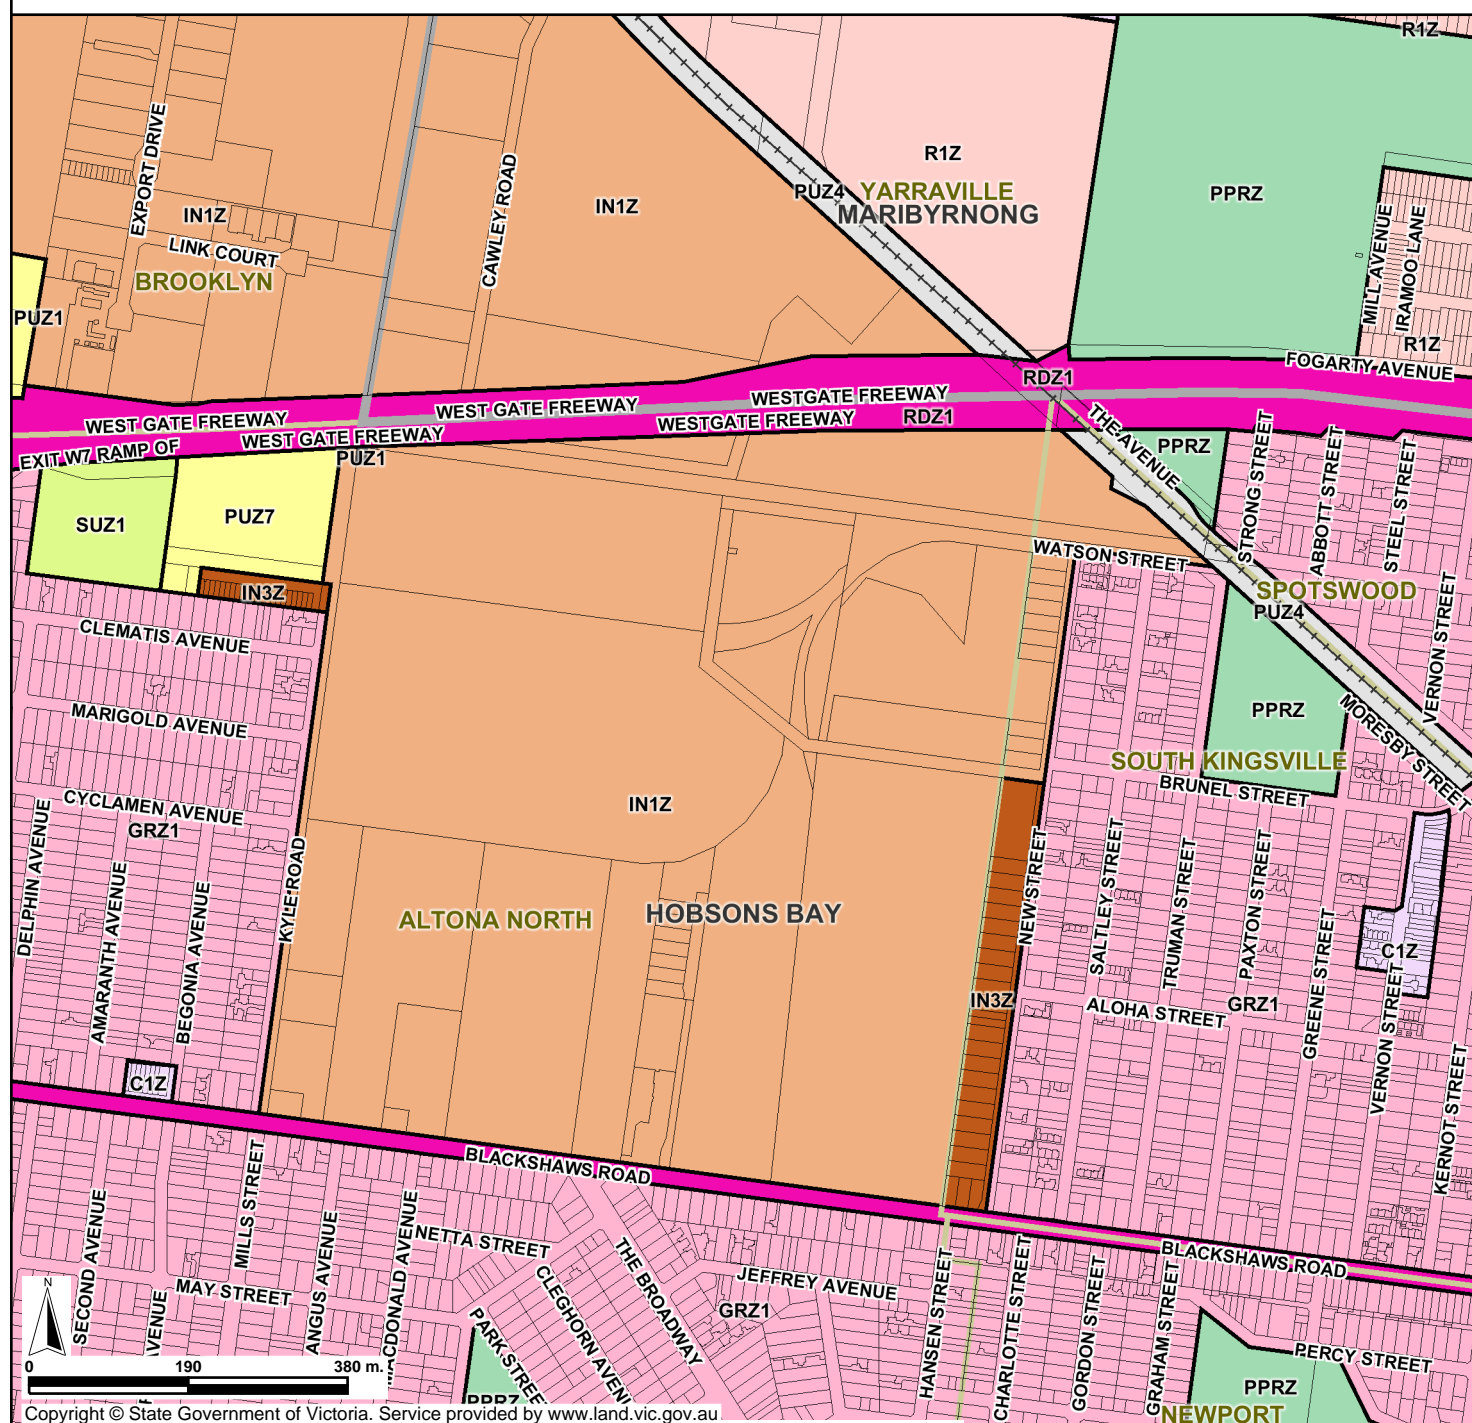 R1Z
EXPORT DRIVE
IN1Z
LINK COURT
BROOKLYN
PUZ1
CAWLEY ROAD
IN1Z
R1Z
PUZ4
YARRAVILLE
MARIBYRNONG
PPRZ
MILL AVENUE
IRAMOO LANE
R1Z
FOGARTY AVENUE
RDZ1
WEST GATE FREEWAY
WEST GATE FREEWAY
WESTGATE FREEWAY
WEST GATE FREEWAY
WESTGATE FREEWAY
RDZ1
EXIT W7 RAMP OF
PUZ1
THE AVENUE
PPRZ
STRONG STREET
ABBOTT STREET
STEEL STREET
SUZ1
PUZ7
IN3Z
WATSON STREET
SPOTSWOOD
PUZ4
VERNON STREET
CLEMATIS AVENUE
MARIGOLD AVENUE
PPRZ
MORESBY STREET
SOUTH KINGSVILLE
BRUNEL STREET
CYCLAMEN AVENUE
GRZ1
IN1Z
DELPHIN AVENUE
AMARANTH AVENUE
BEGONIA AVENUE
KYLE ROAD
ALTONA NORTH
HOBSONS BAY
NEW STREET
SALTLEY STREET
TRUMAN STREET
PAXTON STREET
GREENE STREET
C1Z
IN3Z
ALOHA STREET
GRZ1
VERNON STREET
KERNOT STREET
C1Z
BLACKSHAWS ROAD
BLACKSHAWS ROAD
SECOND AVENUE
MILLS STREET
MAY STREET
ANGUS AVENUE
MACDONALD AVENUE
NETTA STREET
PARK STREET
CLEGHORN AVENU
THE BROADWAY
JEFFREY AVENUE
GRZ1
HANSEN STREET
CHARLOTTE STREET
GORDON STREET
GRAHAM STREET
PERCY STREET
PPRZ
NEWPORT
PPRZ
AVENUE
N
0 190 380 m.
Copyright © State Government of Victoria. Service provided by www.land.vic.gov.au